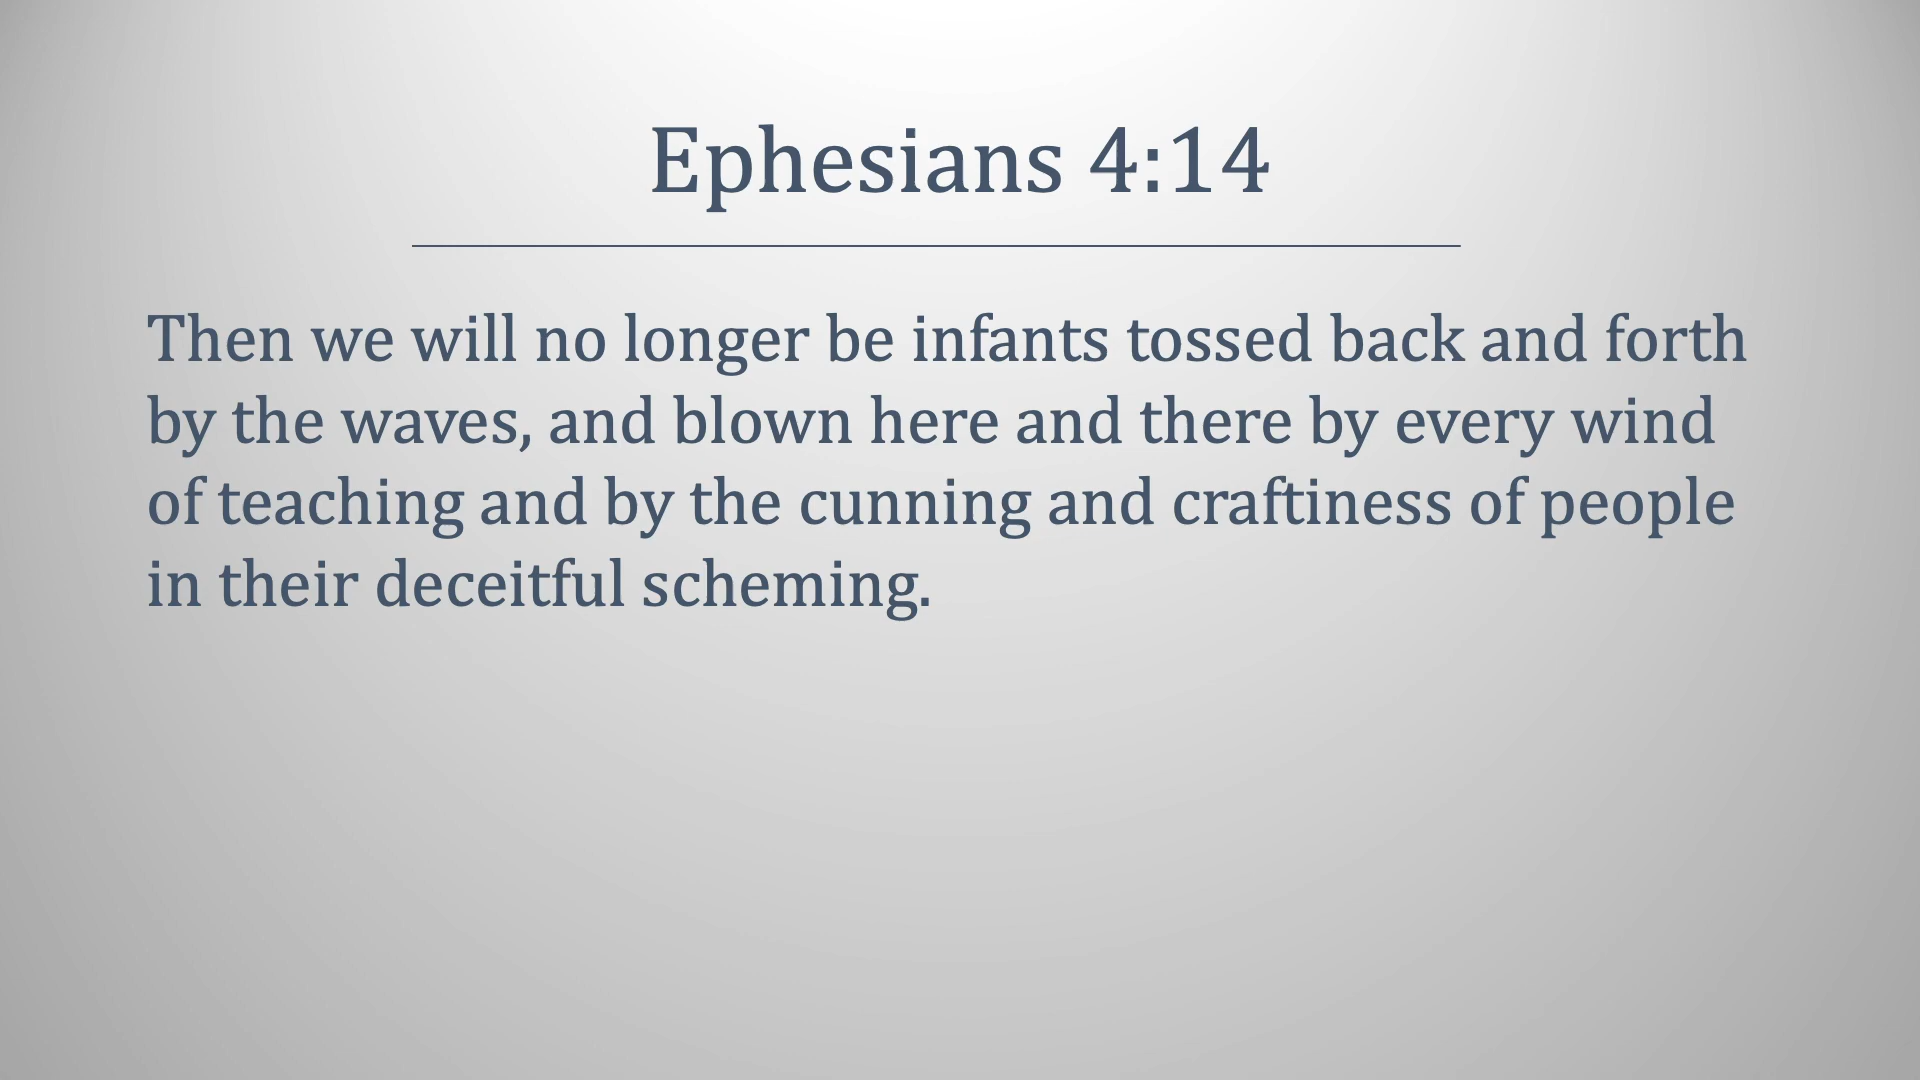 Ephesians 4:14
Then we will no longer be infants tossed back and forth
by the waves, and blown here and there by every wind
of teaching and by the cunning and craftiness of people
in their deceitful scheming.